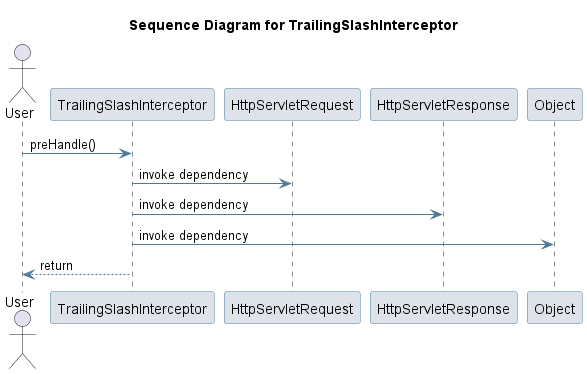 Sequence Diagram for TrailingSlashInterceptor
User
TrailingSlashInterceptor
HttpServletRequest
HttpServletResponse
Object
preHandle()
invoke dependency
invoke dependency
invoke dependency
return
User
TrailingSlashInterceptor
HttpServletRequest
HttpServletResponse
Object